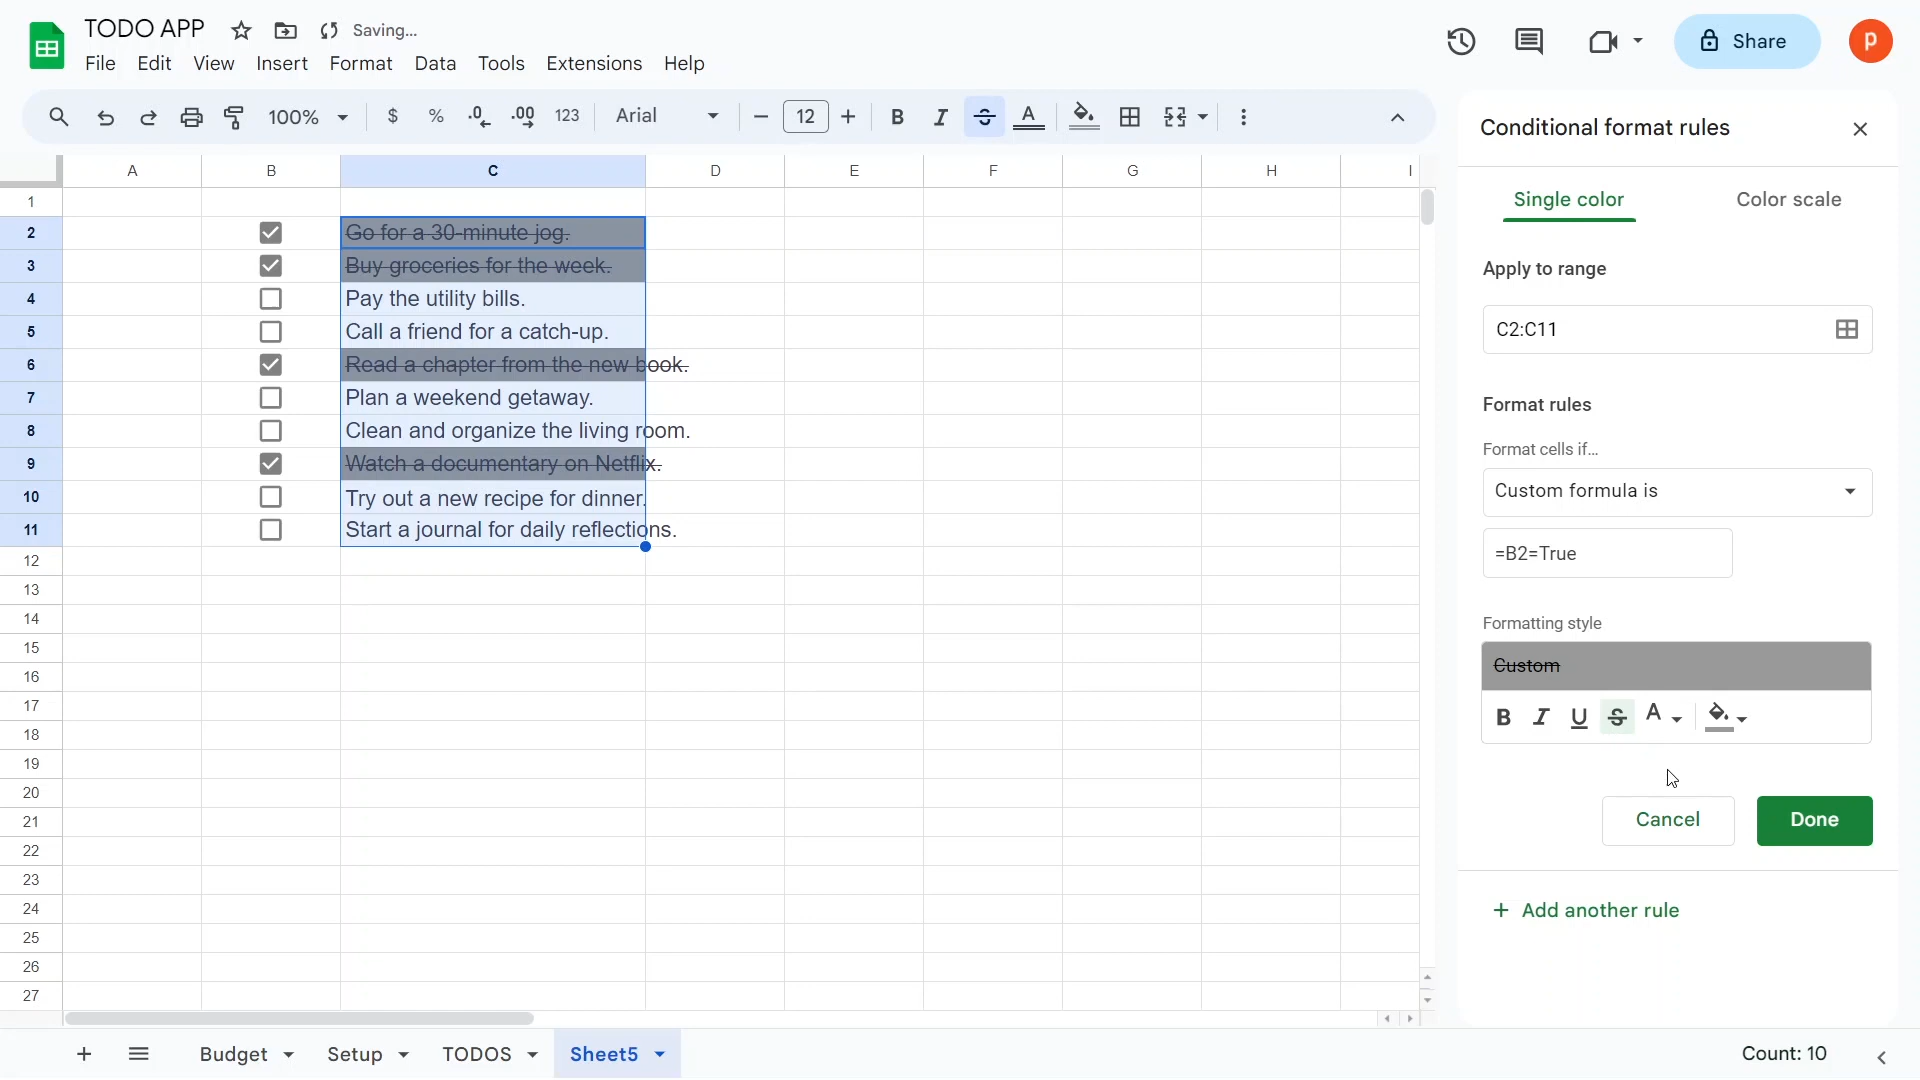 TODO APP Saving...
File Edit View Insert Format Data Tools Extensions Help
Share
p
100% $ % .0 .00 123 Arial 12 B I S A
Conditional format rules
Single color Color scale
A B C D E F G H I
1
2 Go for a 30-minute jog.
3 Buy groceries for the week.
4 Pay the utility bills.
5 Call a friend for a catch-up.
6 Read a chapter from the new book.
7 Plan a weekend getaway.
8 Clean and organize the living room.
9 Watch a documentary on Netflix.
10 Try out a new recipe for dinner.
11 Start a journal for daily reflections.
12
13
14
15
16
17
18
19
20
21
22
23
24
25
26
27
Apply to range
C2:C11
Format rules
Format cells if...
Custom formula is
=B2=True
Formatting style
Custom
B I U S A
Cancel Done
+ Add another rule
Budget Setup TODOS Sheet5 Count: 10